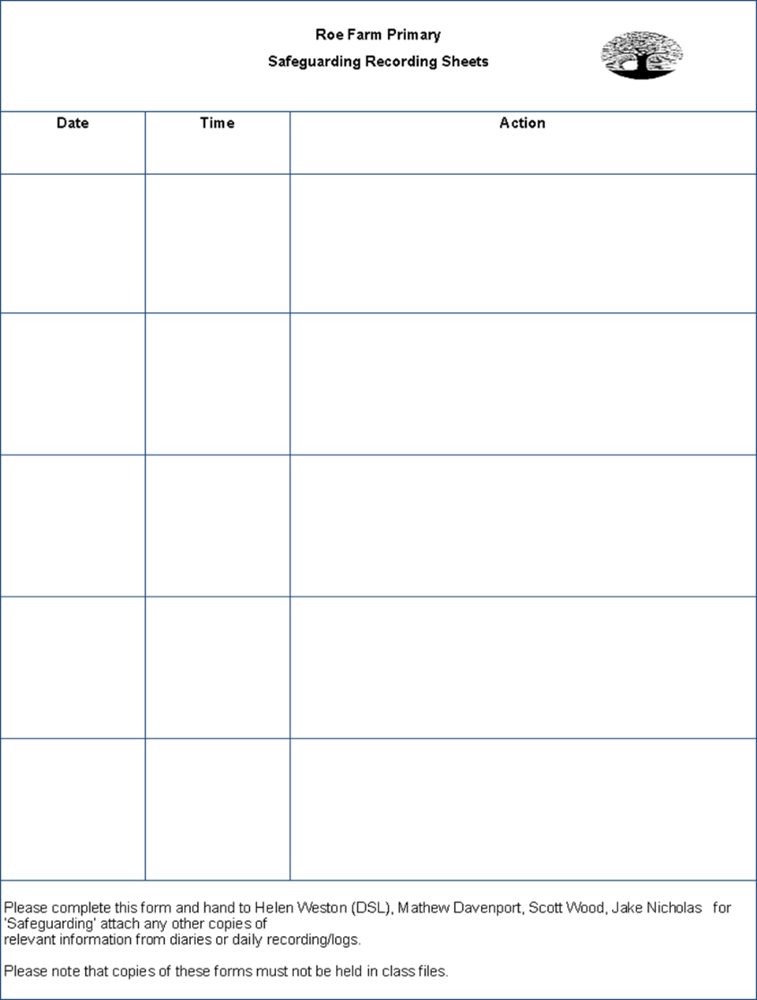 Roe Farm Primary
Safeguarding Recording Sheets
Date Time Action
Please complete this form and hand to Helen Weston (DSL), Mathew Davenport, Scott Wood, Jake Nicholas for
'Safeguarding' attach any other copies of
relevant information from diaries or daily recording/logs.
Please note that copies of these forms must not be held in class files.